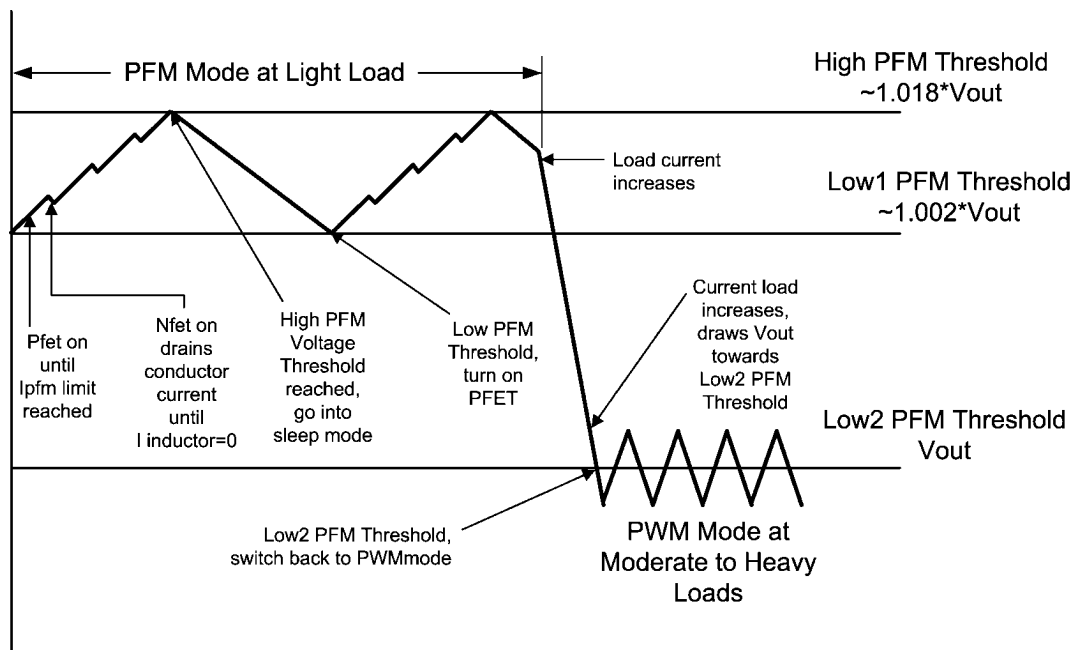 PFM Mode at Light Load
High PFM Threshold
~1.018*Vout
Load current
increases
Low1 PFM Threshold
~1.002*Vout
Pfet on
until
Ipfm limit
reached
Nfet on
drains
conductor
current
until
I inductor=0
High PFM
Voltage
Threshold
reached,
go into
sleep mode
Low PFM
Threshold,
turn on
PFET
Current load
increases,
draws Vout
towards
Low2 PFM
Threshold
Low2 PFM Threshold
Vout
Low2 PFM Threshold,
switch back to PWMmode
PWM Mode at
Moderate to Heavy
Loads